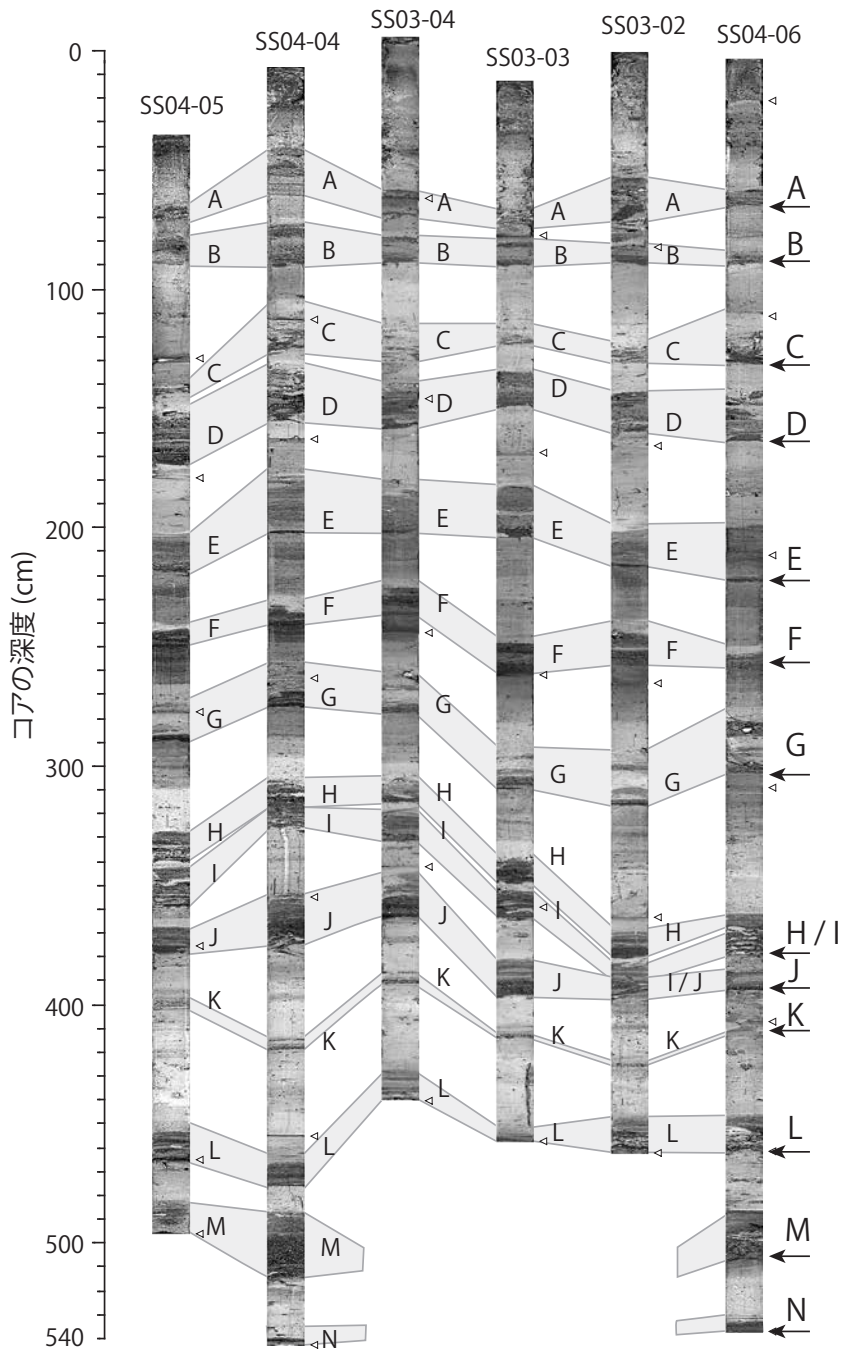 SS04-05
SS04-04
SS03-04
SS03-03
SS03-02
SS04-06
コアの深度 (cm)
0
100
200
300
400
500
540
A
A
A
A
A
A
B
B
B
B
B
B
C
C
C
C
C
D
D
D
D
D
D
E
E
E
E
E
E
F
F
F
F
F
F
G
G
G
G
G
G
H
H
H
H
H
H / I
I
I
I
I
I / J
J
J
J
J
J
K
K
K
K
K
K
L
L
L
L
L
L
M
M
M
N
N